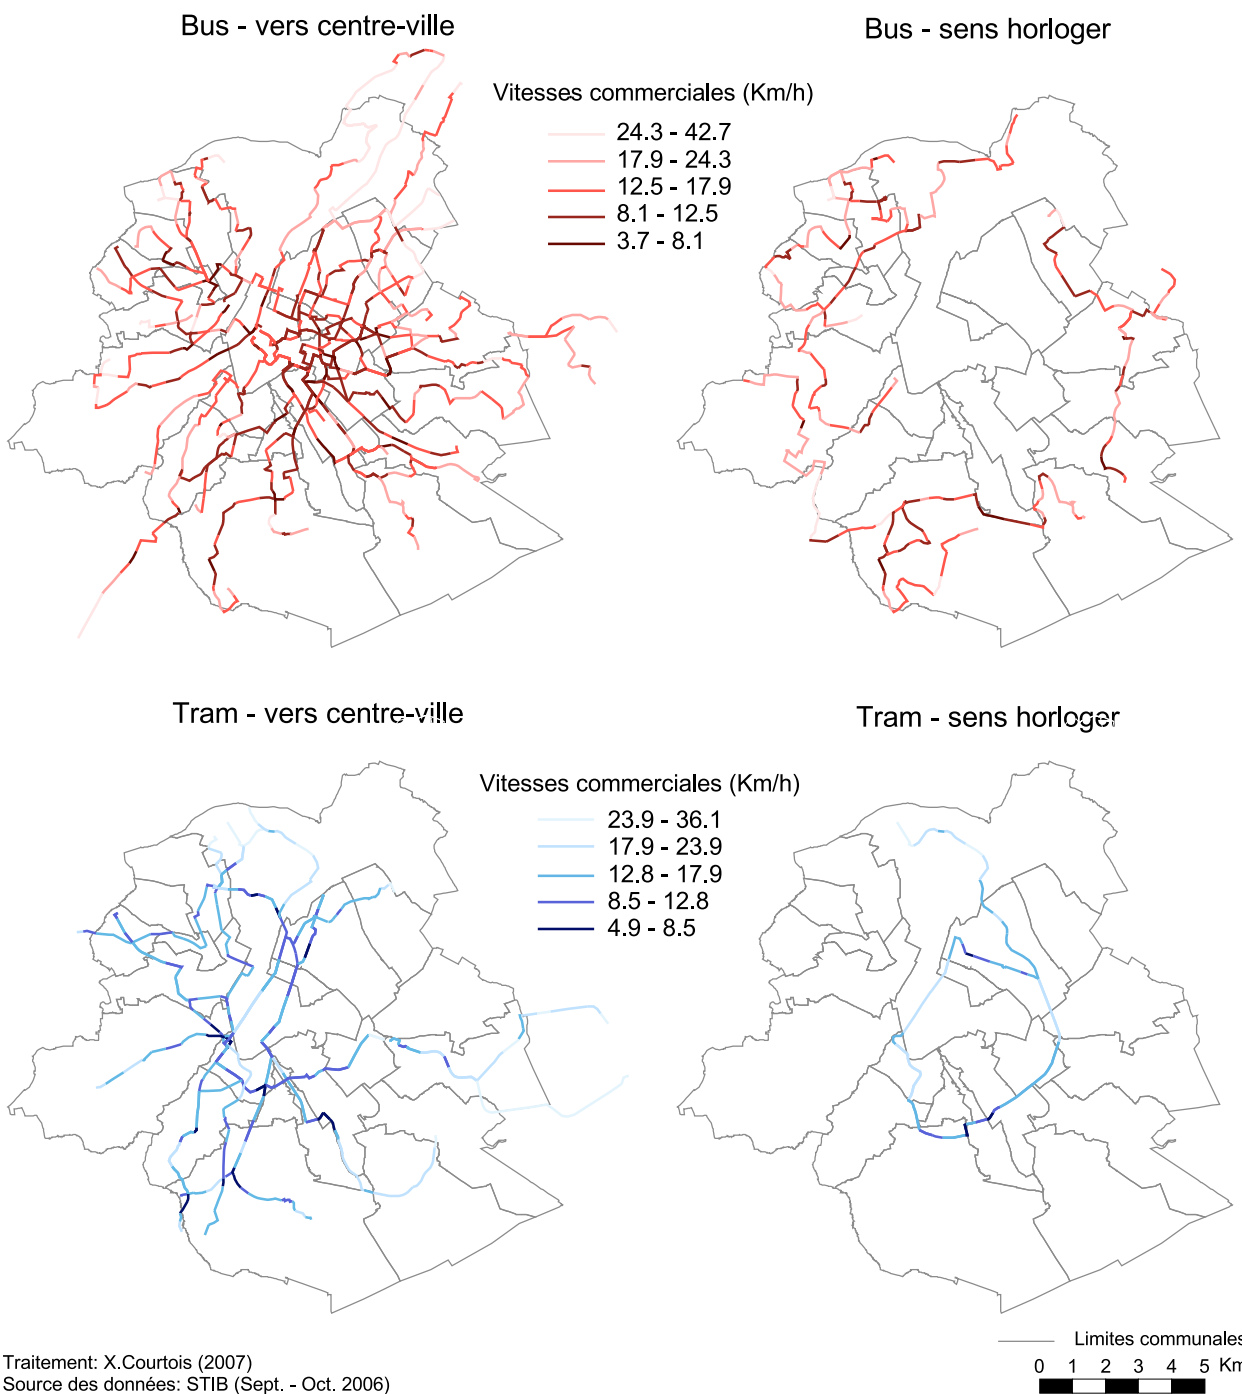 Bus - vers centre-ville
Bus - sens horloger
Vitesses commerciales (Km/h)
24.3 - 42.7
17.9 - 24.3
12.5 - 17.9
8.1 - 12.5
3.7 - 8.1
Tram - vers centre-ville
Tram - sens horloger
Vitesses commerciales (Km/h)
23.9 - 36.1
17.9 - 23.9
12.8 - 17.9
8.5 - 12.8
4.9 - 8.5
Limites communales
0 1 2 3 4 5 Km
Traitement: X.Courtois (2007)
Source des données: STIB (Sept. - Oct. 2006)